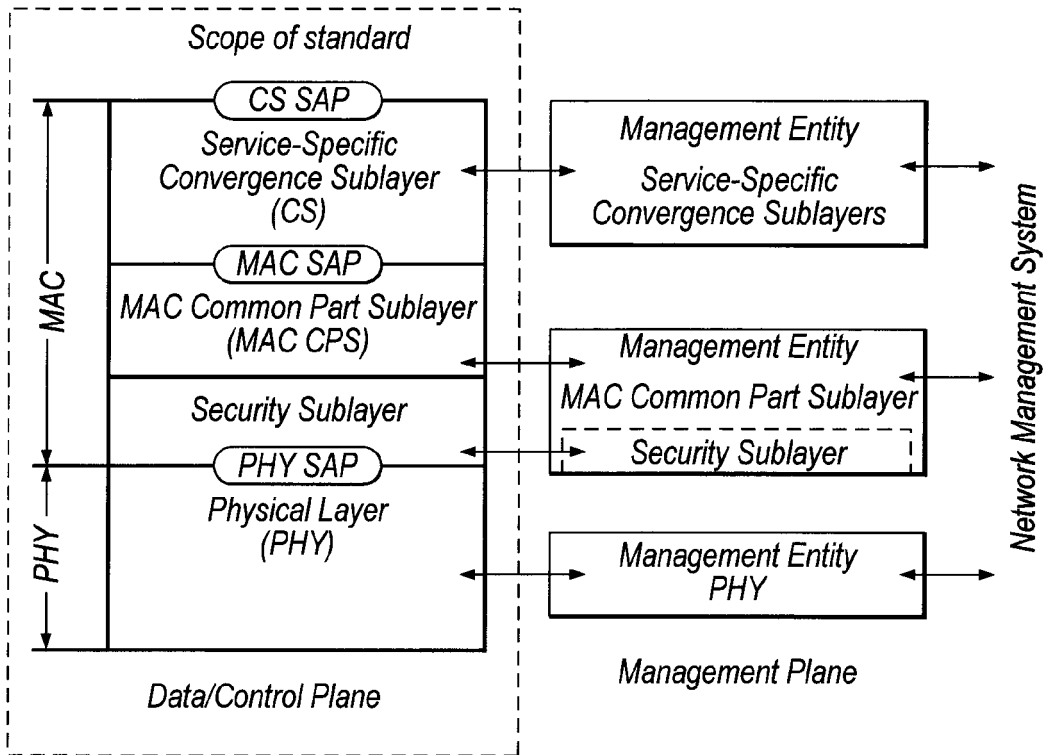 Scope of standard
CS SAP
Service-Specific
Convergence Sublayer
(CS)
MAC SAP
MAC Common Part Sublayer
(MAC CPS)
Security Sublayer
PHY SAP
Physical Layer
(PHY)
MAC
PHY
Data/Control Plane
Management Entity
Service-Specific
Convergence Sublayers
Management Entity
MAC Common Part Sublayer
Security Sublayer
Management Entity
PHY
Management Plane
Network Management System